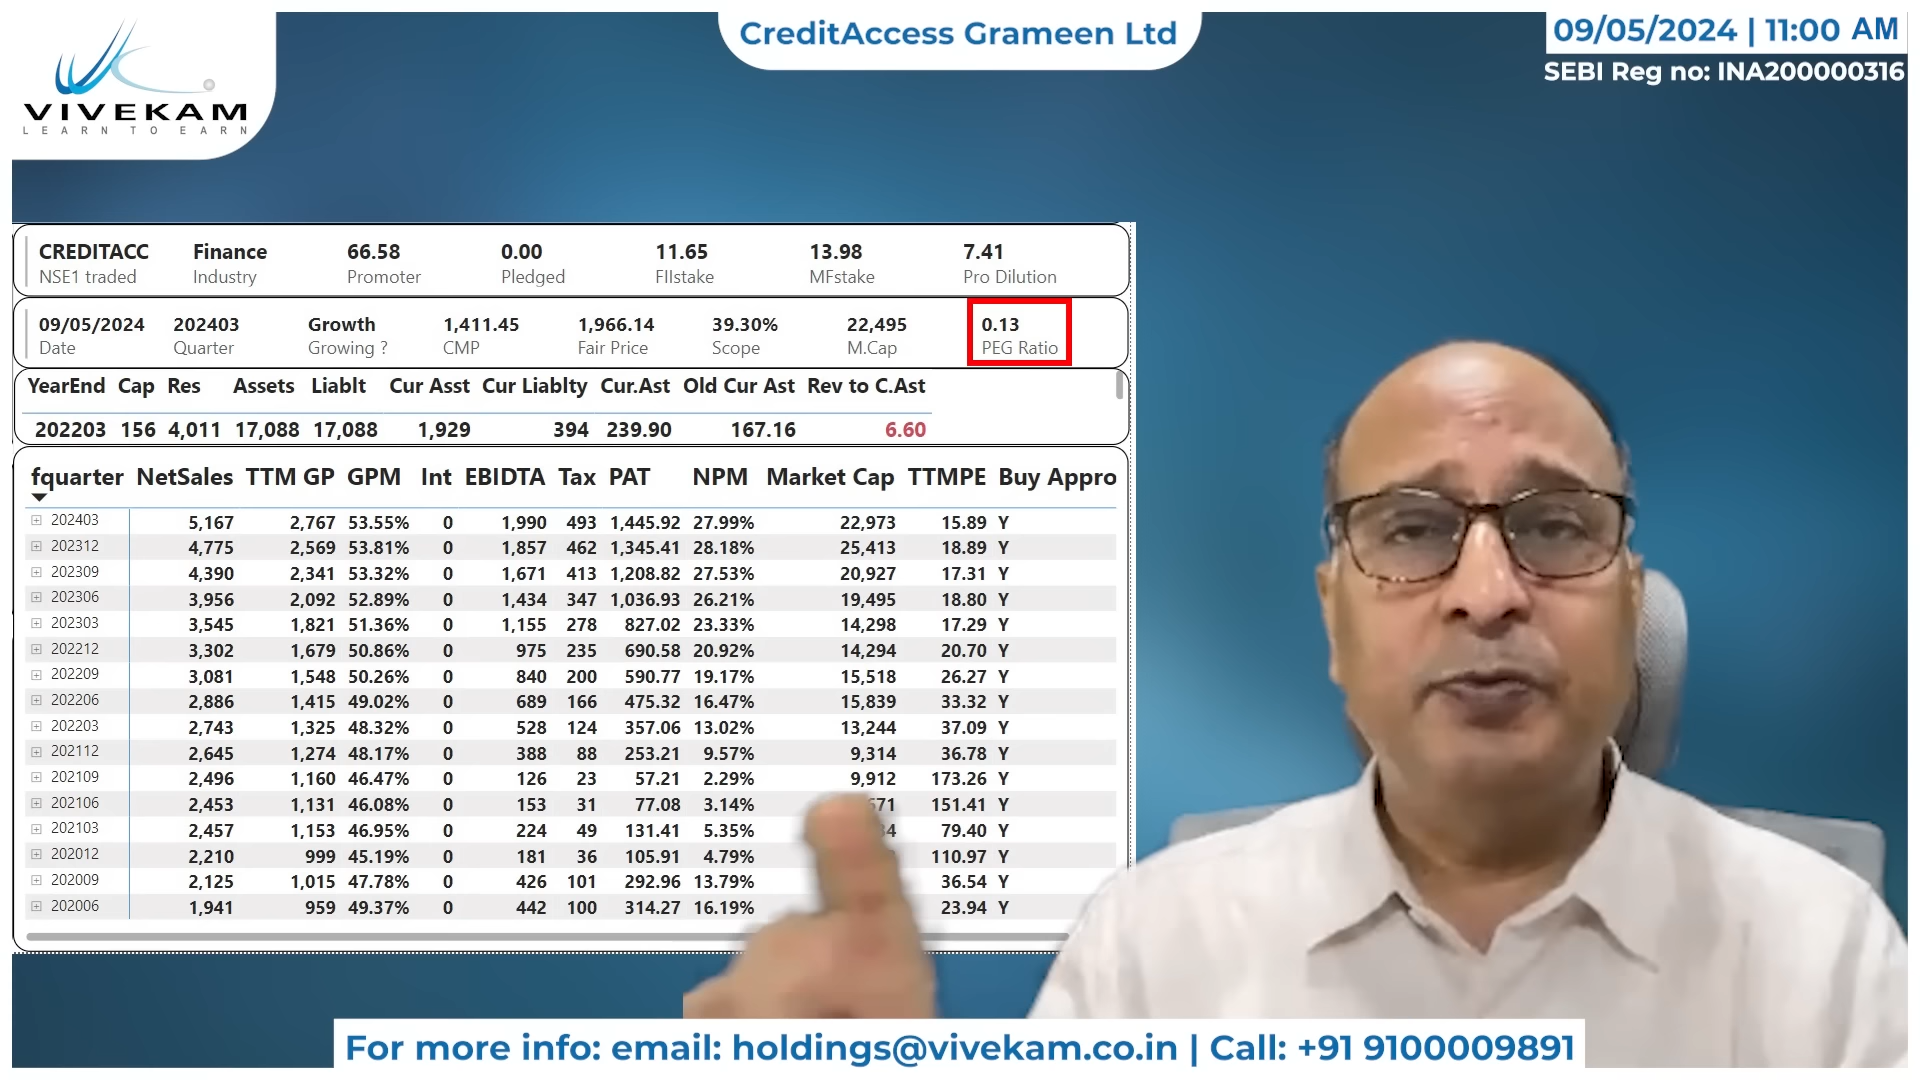 VIVEKAM
LEARN TO EARN
CreditAccess Grameen Ltd
09/05/2024 | 11:00 AM
SEBI Reg no: INA200000316
CREDITACC Finance 66.58 0.00 11.65 13.98 7.41
NSE1 traded Industry Promoter Pledged FIIstake MFstake Pro Dilution
09/05/2024 202403 Growth 1,411.45 1,966.14 39.30% 22,495 0.13
Date Quarter Growing ? CMP Fair Price Scope M.Cap PEG Ratio
YearEnd Cap Res Assets Liablt Cur Asst Cur Liablty Cur.Ast Old Cur Ast Rev to C.Ast
202203 156 4,011 17,088 17,088 1,929 394 239.90 167.16 6.60
fquarter NetSales TTM GP GPM Int EBIDTA Tax PAT NPM Market Cap TTMPE Buy Appro
202403 5,167 2,767 53.55% 0 1,990 493 1,445.92 27.99% 22,973 15.89 Y
202312 4,775 2,569 53.81% 0 1,857 462 1,345.41 28.18% 25,413 18.89 Y
202309 4,390 2,341 53.32% 0 1,671 413 1,208.82 27.53% 20,927 17.31 Y
202306 3,956 2,092 52.89% 0 1,434 347 1,036.93 26.21% 19,495 18.80 Y
202303 3,545 1,821 51.36% 0 1,155 278 827.02 23.33% 14,298 17.29 Y
202212 3,302 1,679 50.86% 0 975 235 690.58 20.92% 14,294 20.70 Y
202209 3,081 1,548 50.26% 0 840 200 590.77 19.17% 15,518 26.27 Y
202206 2,886 1,415 49.02% 0 689 166 475.32 16.47% 15,839 33.32 Y
202203 2,743 1,325 48.32% 0 528 124 357.06 13.02% 13,244 37.09 Y
202112 2,645 1,274 48.17% 0 388 88 253.21 9.57% 9,314 36.78 Y
202109 2,496 1,160 46.47% 0 126 23 57.21 2.29% 9,912 173.26 Y
202106 2,453 1,131 46.08% 0 153 31 77.08 3.14% 151.41 Y
202103 2,457 1,153 46.95% 0 224 49 131.41 5.35% 79.40 Y
202012 2,210 999 45.19% 0 181 36 105.91 4.79% 110.97 Y
202009 2,125 1,015 47.78% 0 426 101 292.96 13.79% 36.54 Y
202006 1,941 959 49.37% 0 442 100 314.27 16.19% 23.94 Y
For more info: email: holdings@vivekam.co.in | Call: +91 9100009891